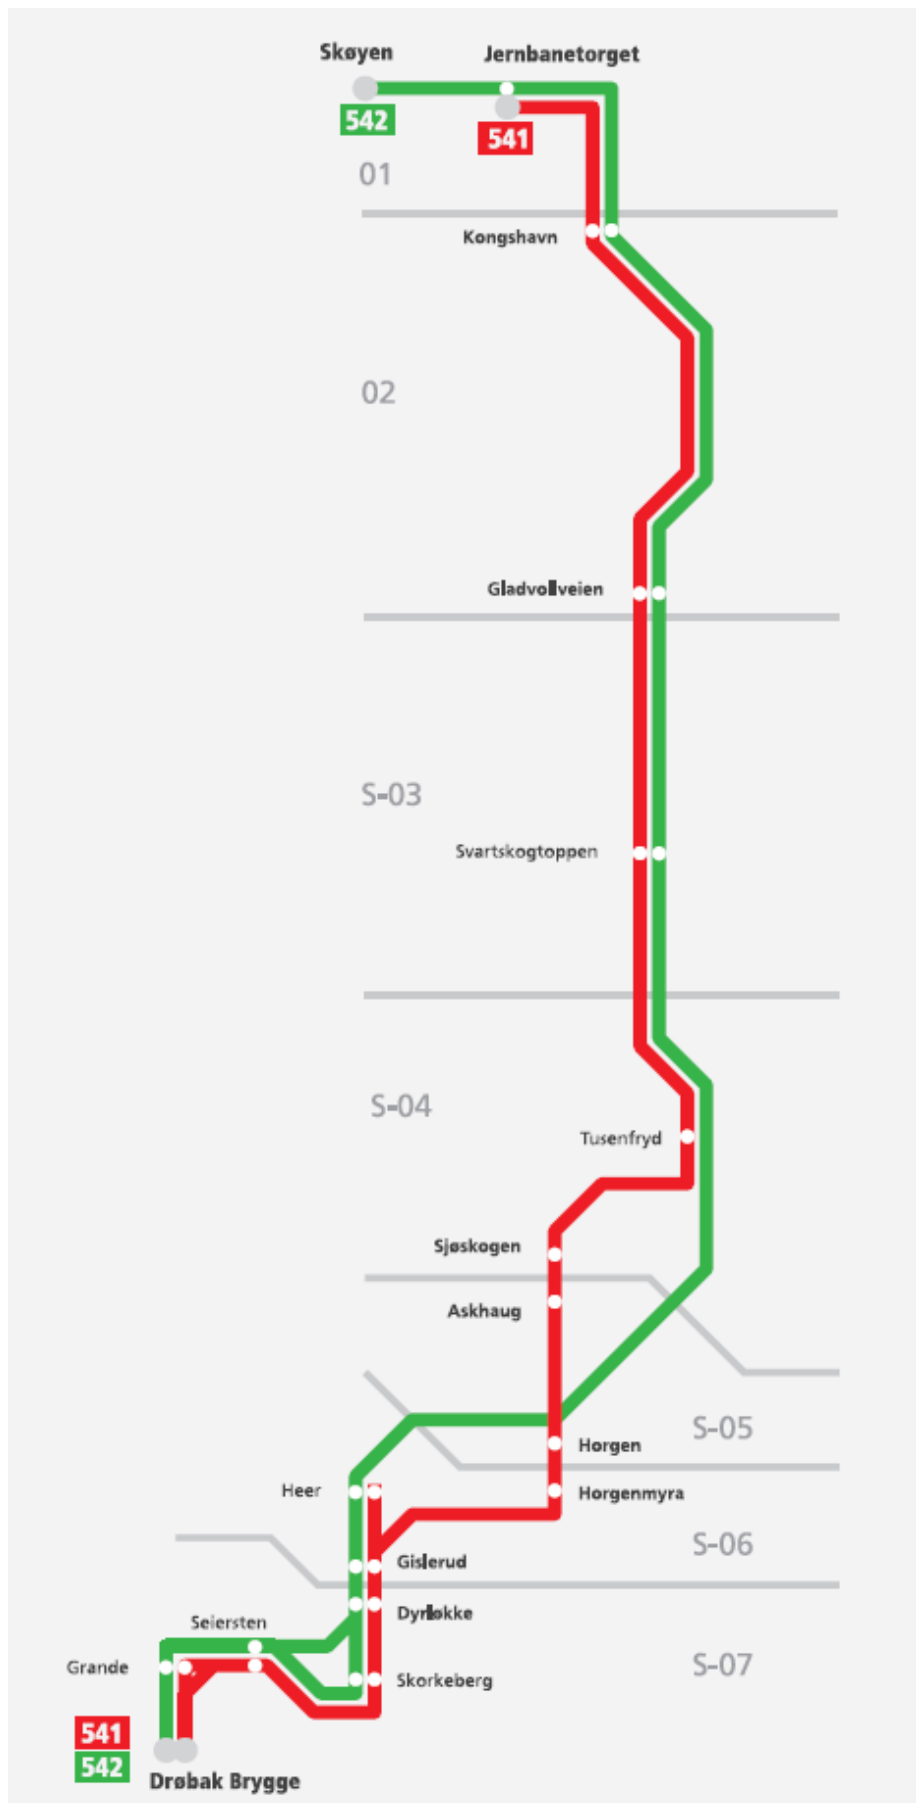 Skøyen
Jernbanetorget
542
541
01
Kongshavn
02
Gladvollveien
S-03
Svartskogtoppen
S-04
Tusenfryd
Sjøskogen
Askhaug
S-05
Horgen
Heer
Horgenmyra
S-06
Gislerud
Dyrløkke
Seiersten
S-07
Grande
Skorkeberg
541
542
Drøbak Brygge